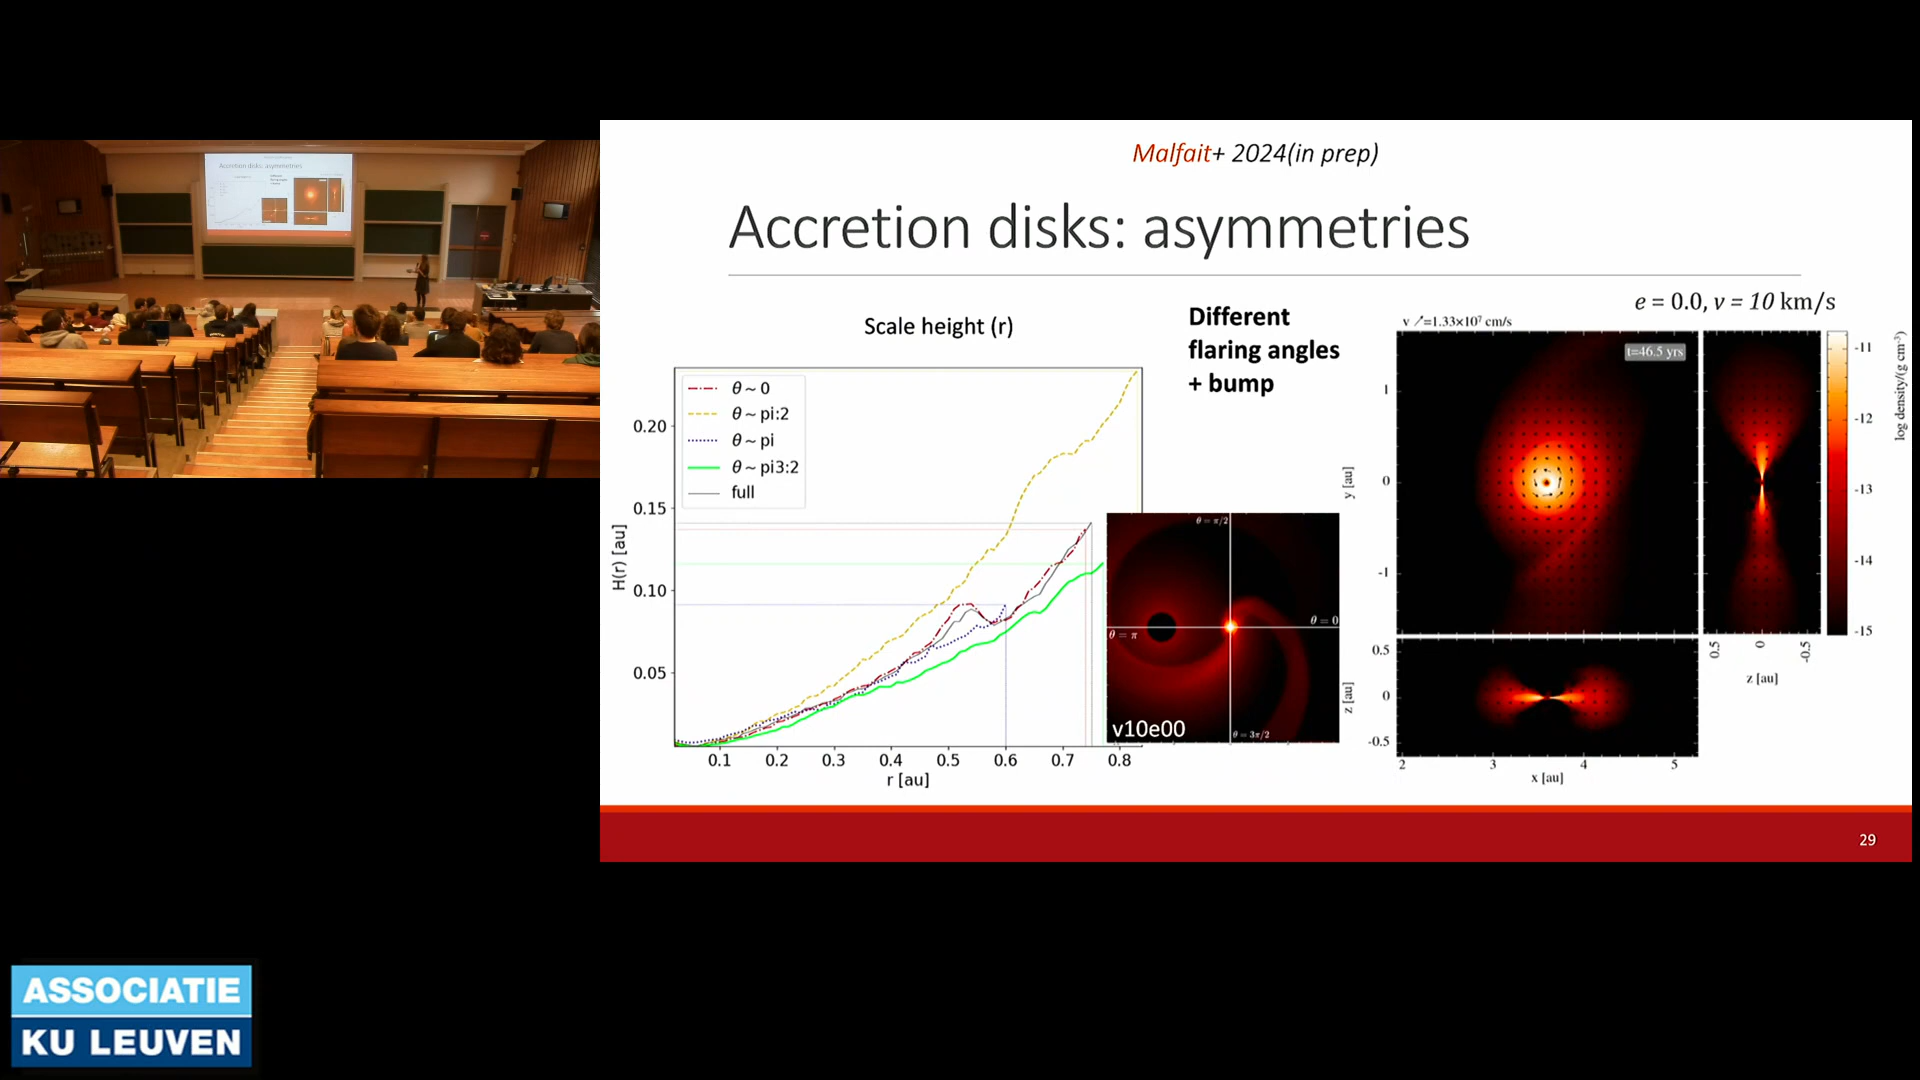 Malfait+ 2024(in prep)
Accretion disks: asymmetries
e = 0.0, v = 10 km/s
Scale height (r)
Different
flaring angles
+ bump
θ ~ 0
θ ~ pi:2
θ ~ pi
θ ~ pi3:2
full
0.20
0.15
0.10
0.05
H(r) [au]
0.1 0.2 0.3 0.4 0.5 0.6 0.7 0.8
r [au]
θ = π/2
θ = 0
θ = π
θ = 3π/2
v10e00
v =1.33×10⁷ cm/s
t=46.5 yrs
1
0
-1
y [au]
0.5
0
-0.5
z [au]
2 3 4 5
x [au]
0.5 0 -0.5
z [au]
-11
-12
-13
-14
-15
log density/(g cm⁻³)
29
Accretion disks: asymmetries
ASSOCIATIE
KU LEUVEN